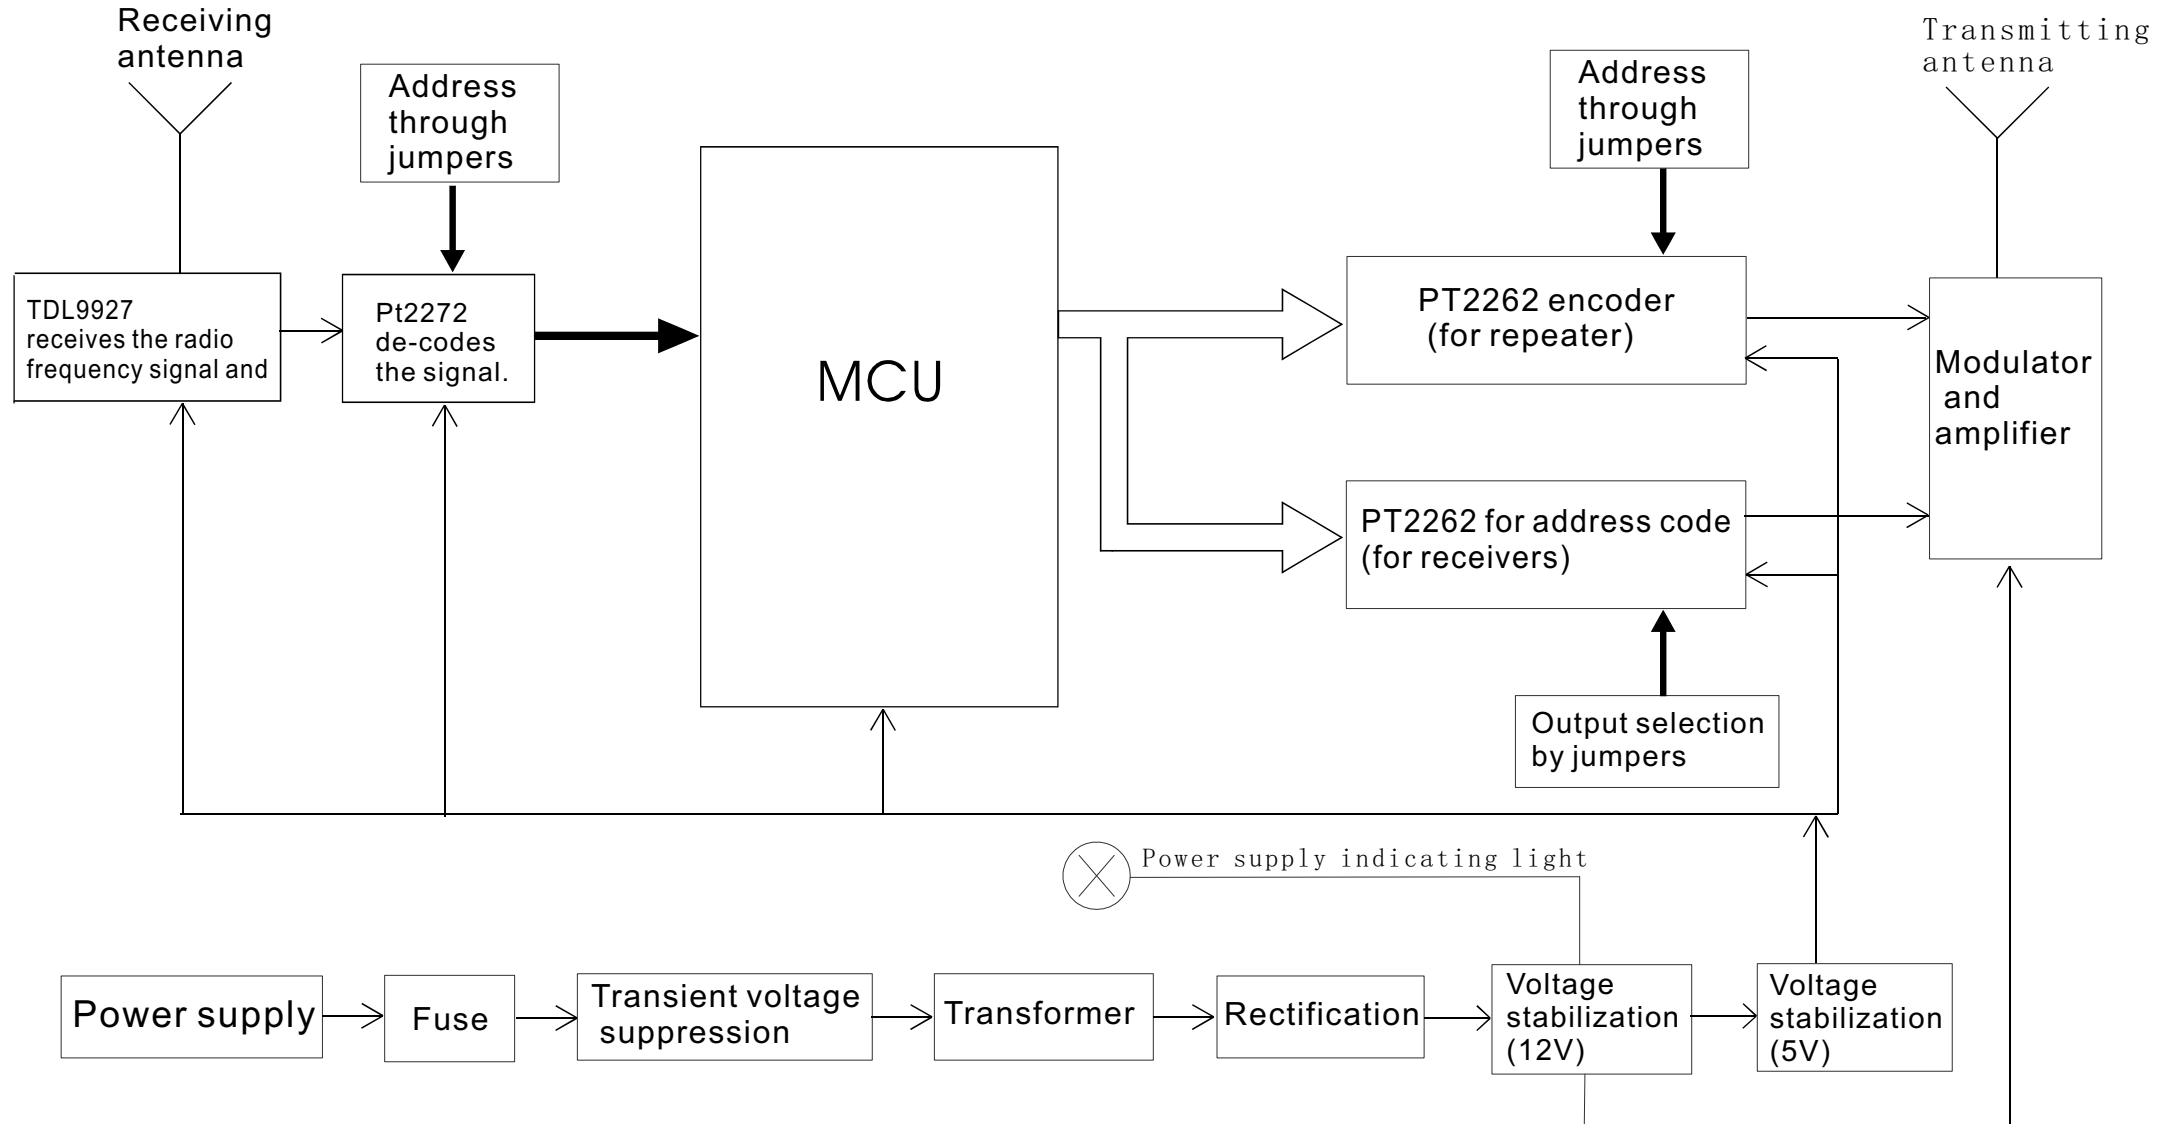 Receiving
antenna
Address
through
jumpers
Address
through
jumpers
Transmitting
antenna
TDL9927
receives the radio
frequency signal and
Pt2272
de-codes
the signal.
MCU
PT2262 encoder
(for repeater)
Modulator
and
amplifier
PT2262 for address code
(for receivers)
Output selection
by jumpers
Power supply indicating light
Power supply
Fuse
Transient voltage
suppression
Transformer
Rectification
Voltage
stabilization
(12V)
Voltage
stabilization
(5V)